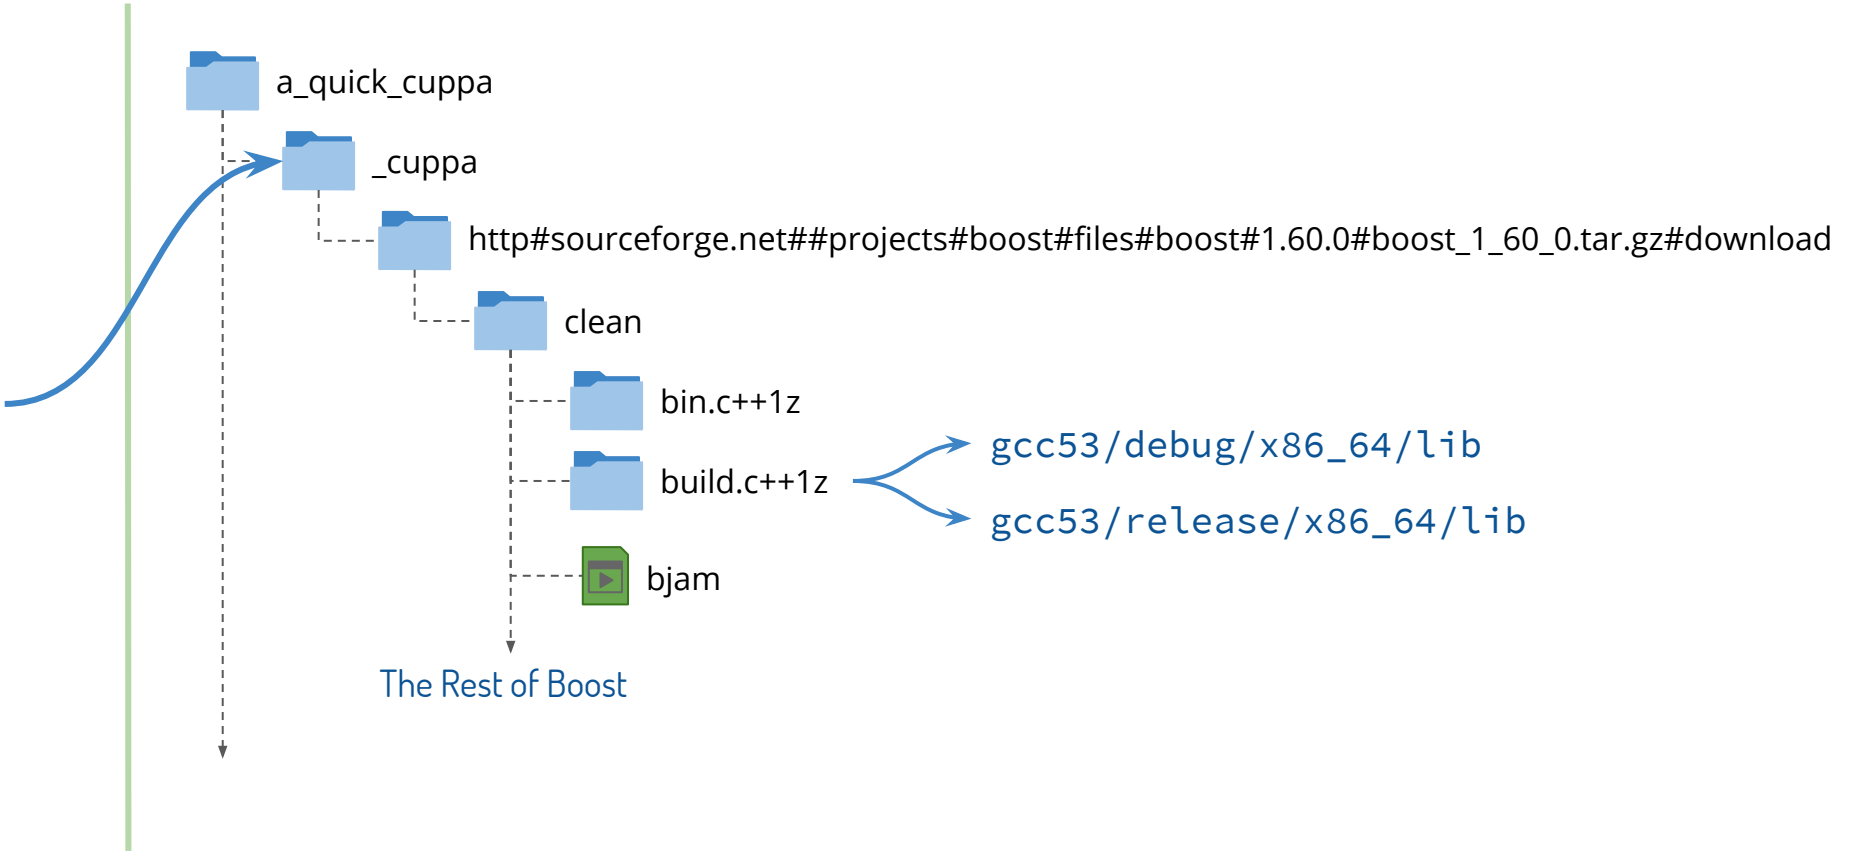 a_quick_cuppa
_cuppa
http#sourceforge.net##projects#boost#files#boost#1.60.0#boost_1_60_0.tar.gz#download
clean
bin.c++1z
build.c++1z
gcc53/debug/x86_64/lib
gcc53/release/x86_64/lib
bjam
The Rest of Boost